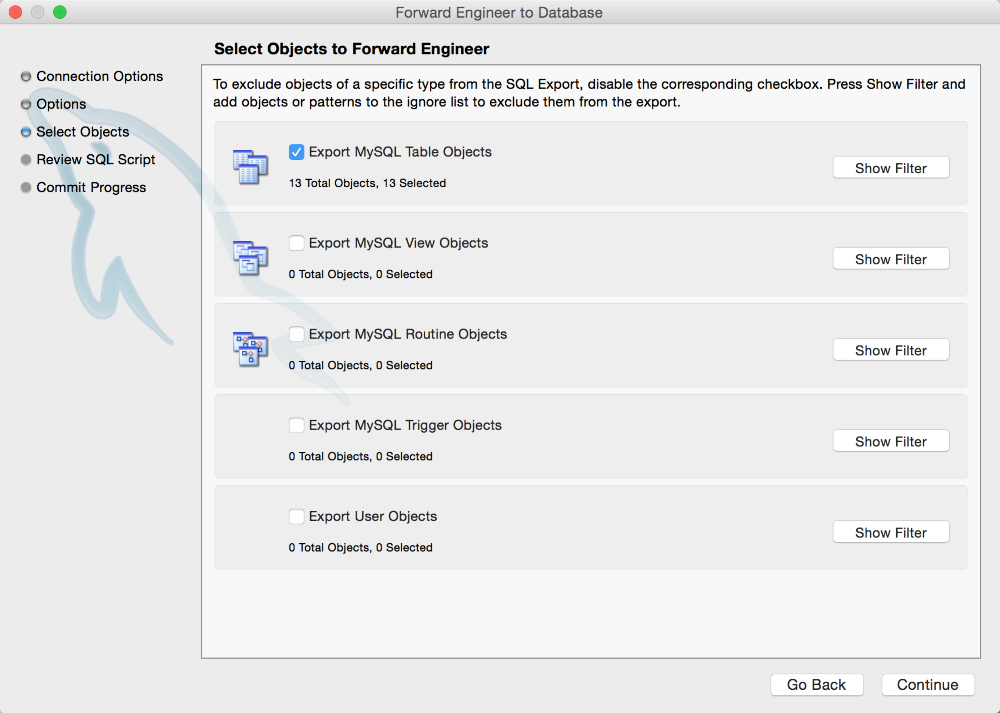 Forward Engineer to Database
Select Objects to Forward Engineer
Connection Options
Options
Select Objects
Review SQL Script
Commit Progress
To exclude objects of a specific type from the SQL Export, disable the corresponding checkbox. Press Show Filter and
add objects or patterns to the ignore list to exclude them from the export.
Export MySQL Table Objects
Show Filter
13 Total Objects, 13 Selected
Export MySQL View Objects
Show Filter
0 Total Objects, 0 Selected
Export MySQL Routine Objects
Show Filter
0 Total Objects, 0 Selected
Export MySQL Trigger Objects
Show Filter
0 Total Objects, 0 Selected
Export User Objects
Show Filter
0 Total Objects, 0 Selected
Go Back
Continue